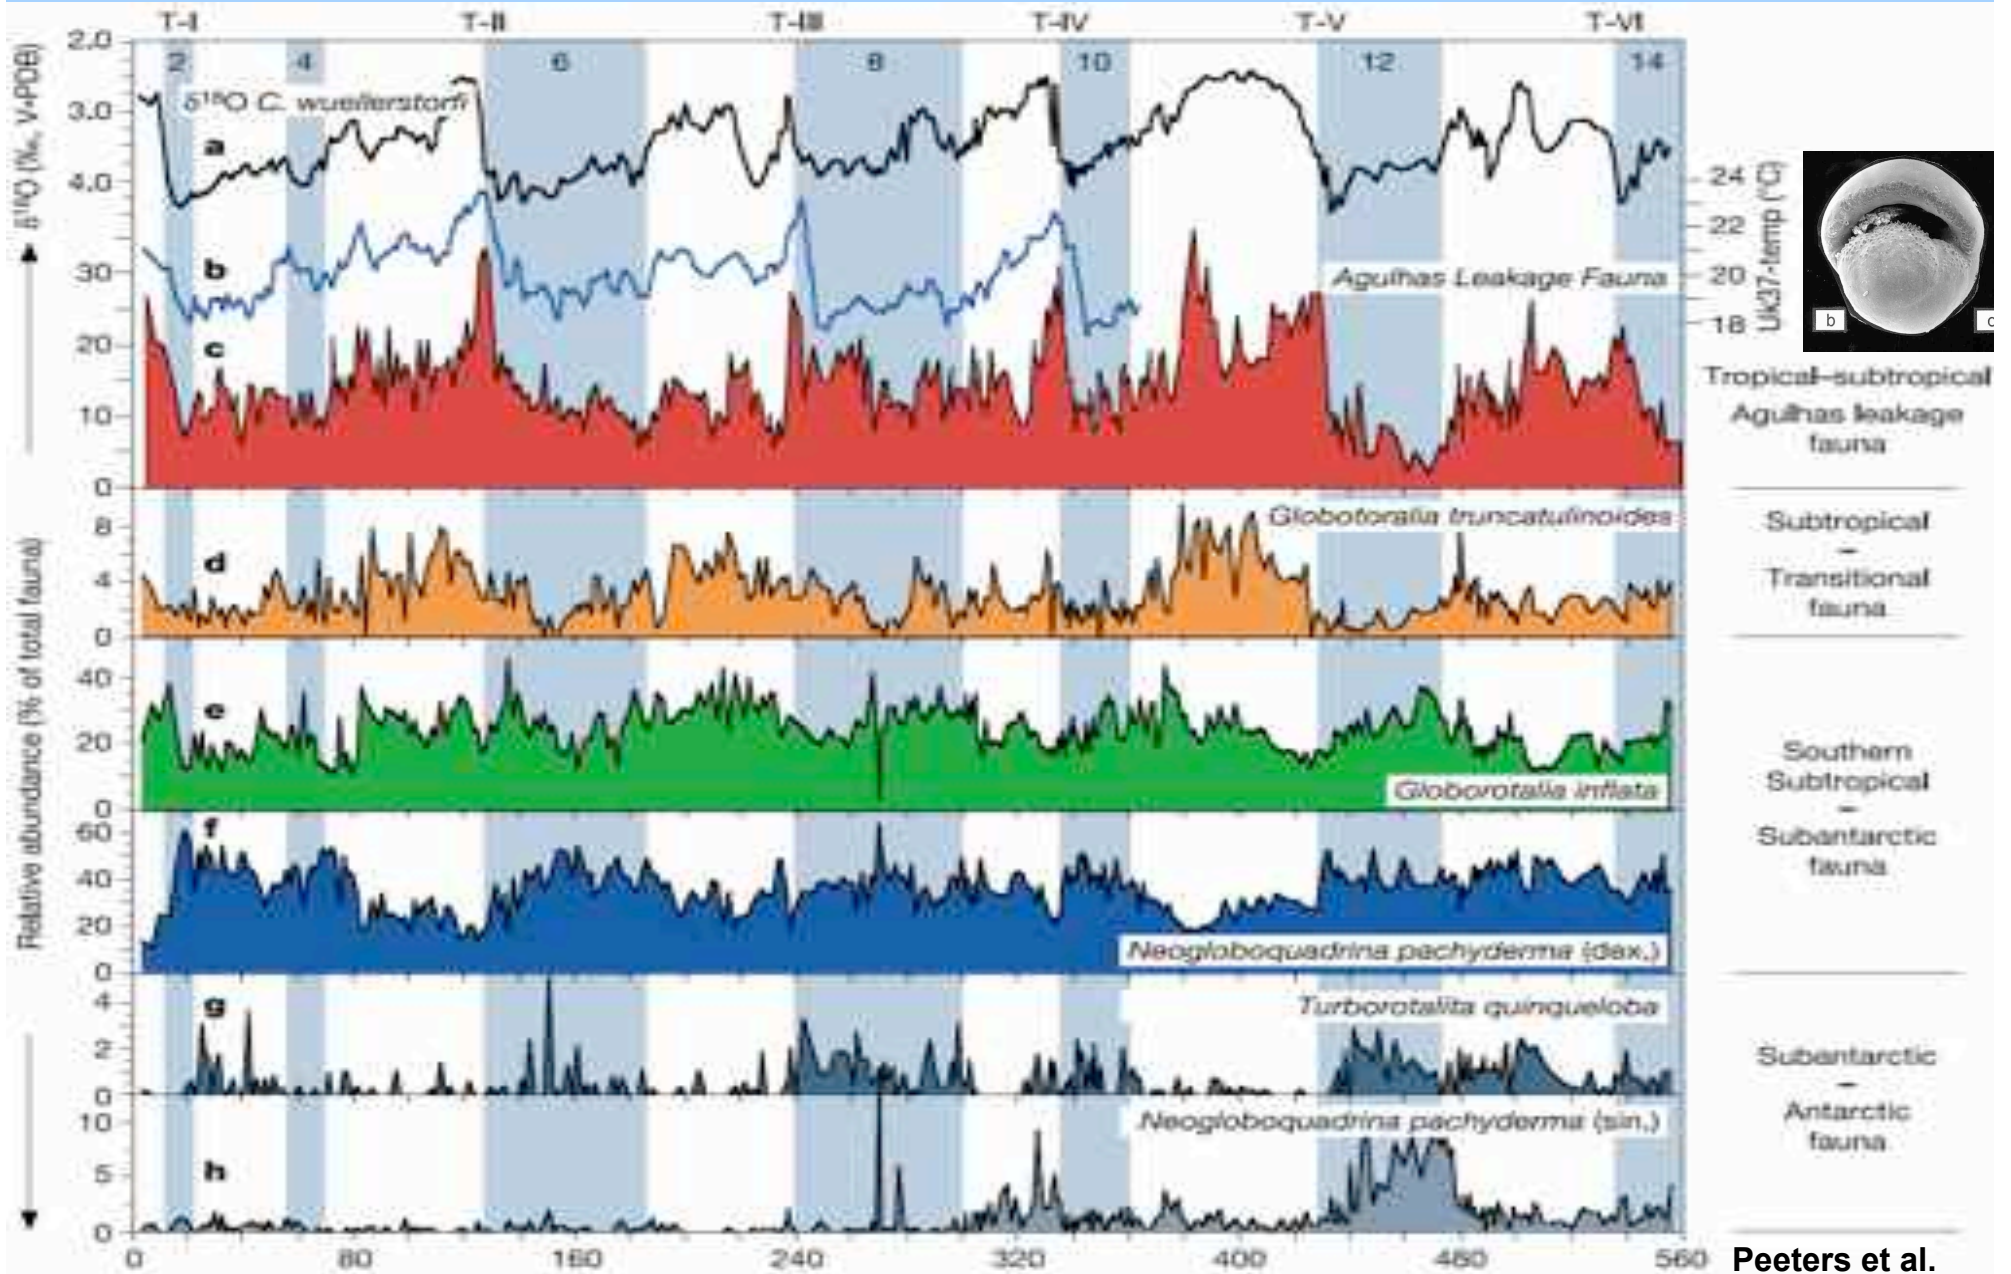 T-I T-II T-III T-IV T-V T-VI
2 4 6 8 10 12 14
2.0
3.0
4.0
δ¹⁸O (‰, V-PDB)
δ¹⁸O C. wuellerstorfi
a
24
22
20
18
Uk37-temp (°C)
b
Agulhas Leakage Fauna
30
20
10
0
c
b
c
Tropical–subtropical
Agulhas leakage
fauna
Relative abundance (% of total fauna)
8
4
0
d
Globotoralia truncatulinoides
Subtropical
–
Transitional
fauna
40
20
0
e
Globorotalia inflata
Southern
Subtropical
–
Subantarctic
fauna
60
40
20
0
f
Neogloboquadrina pachyderma (dex.)
4
2
0
g
Turborotalita quinqueloba
Subantarctic
–
Antarctic
fauna
10
5
0
h
Neogloboquadrina pachyderma (sin.)
0 80 160 240 320 400 480 560
Peeters et al.